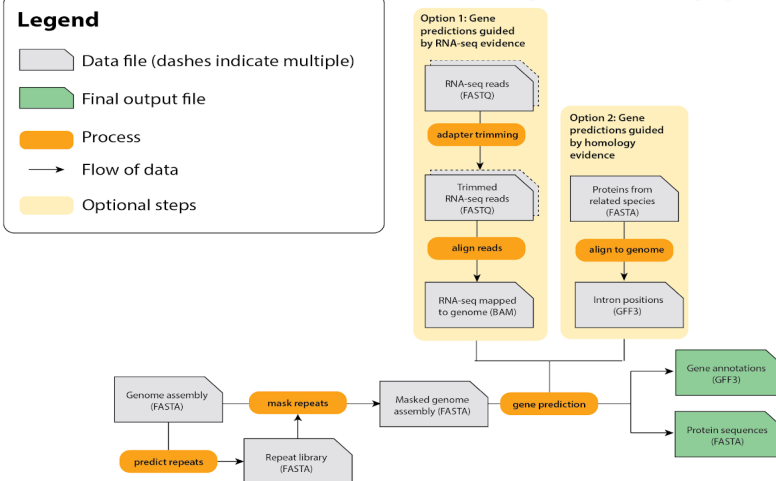 Legend
Data file (dashes indicate multiple)
Final output file
Process
Flow of data
Optional steps
Option 1: Gene
predictions guided
by RNA-seq evidence
RNA-seq reads
(FASTQ)
adapter trimming
Trimmed
RNA-seq reads
(FASTQ)
align reads
RNA-seq mapped
to genome (BAM)
Option 2: Gene
predictions guided
by homology
evidence
Proteins from
related species
(FASTA)
align to genome
Intron positions
(GFF3)
Genome assembly
(FASTA)
mask repeats
Masked genome
assembly (FASTA)
gene prediction
Gene annotations
(GFF3)
Protein sequences
(FASTA)
predict repeats
Repeat library
(FASTA)